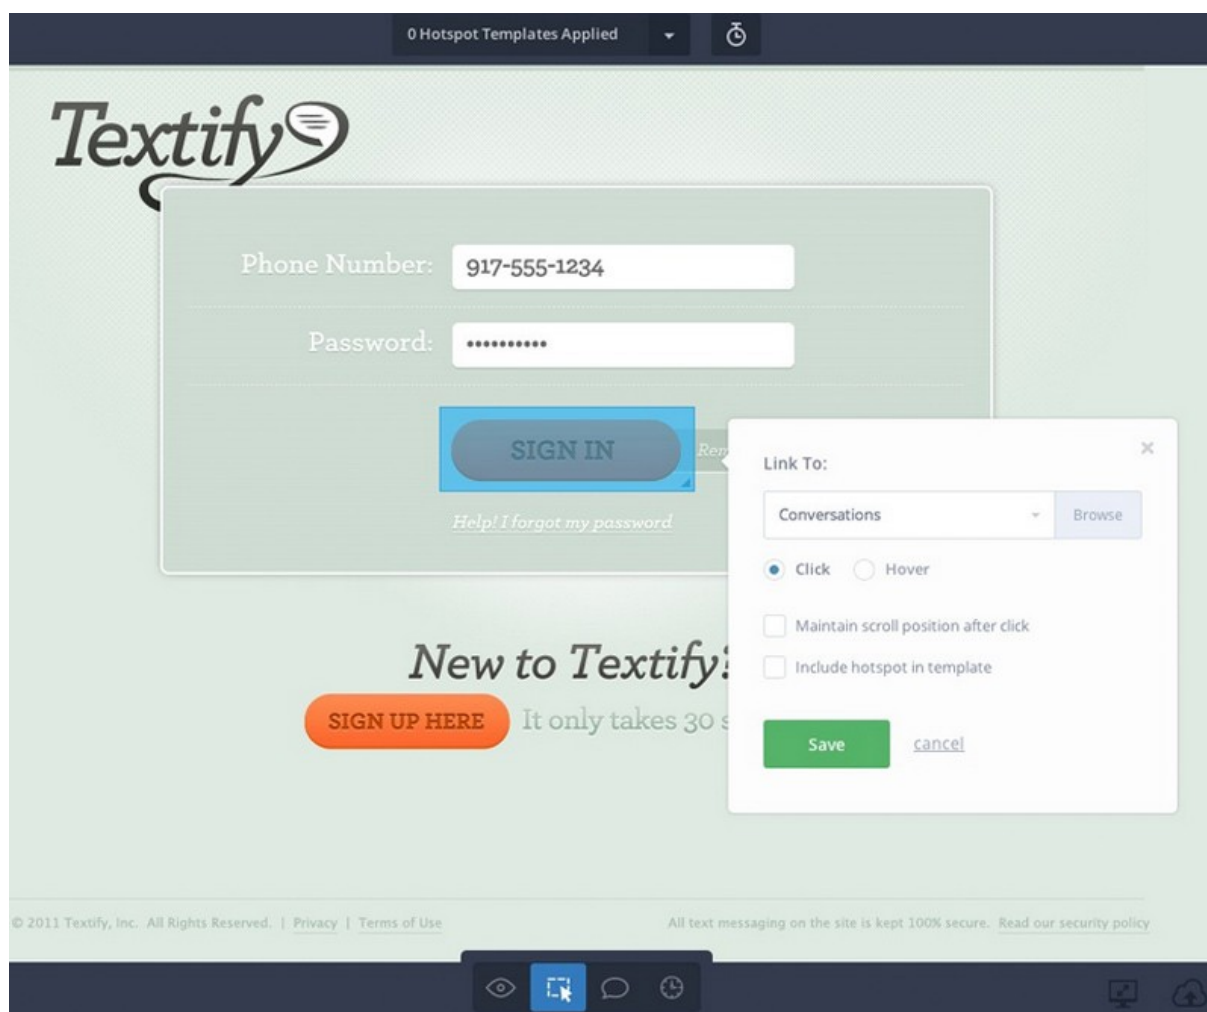 0 Hotspot Templates Applied
Textify
Phone Number:
917-555-1234
Password:
••••••••••
SIGN IN
Help! I forgot my password
Link To:
Conversations
Browse
Click
Hover
Maintain scroll position after click
Include hotspot in template
Save
cancel
New to Textify?
SIGN UP HERE
It only takes 30
© 2011 Textify, Inc. All Rights Reserved. | Privacy | Terms of Use
All text messaging on the site is kept 100% secure. Read our security policy